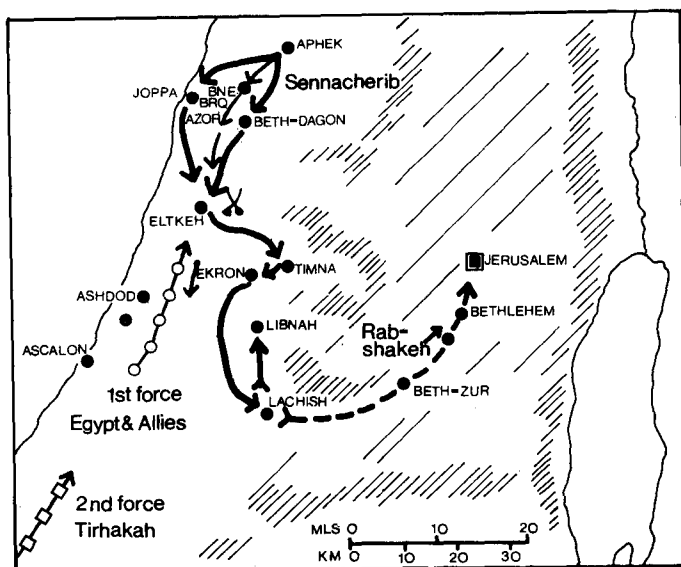 APHEK
Sennacherib
JOPPA
BNE
BRQ
AZOR
BETH=DAGON
ELTKEH
EKRON
TIMNA
JERUSALEM
ASHDOD
BETHLEHEM
LIBNAH
Rab-
shakeh
ASCALON
BETH=ZUR
1st force
Egypt & Allies
LACHISH
2nd force
Tirhakah
MLS 0 10 20
KM 0 10 20 30